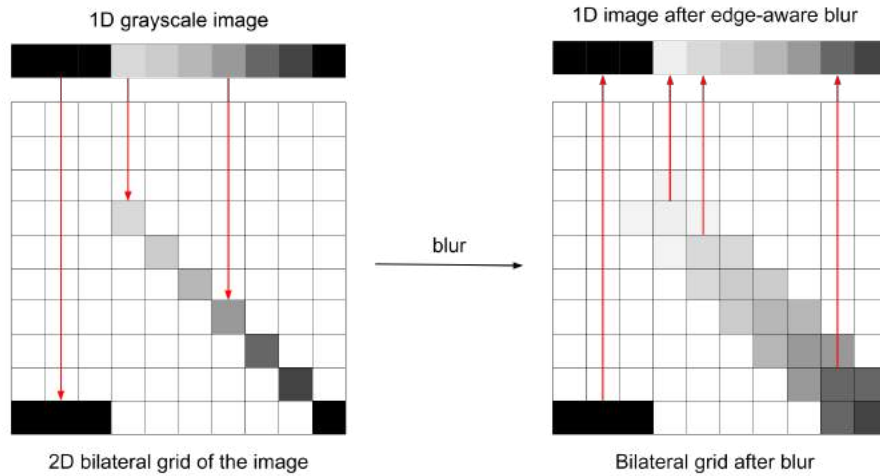 1D grayscale image
1D image after edge-aware blur
blur
2D bilateral grid of the image
Bilateral grid after blur